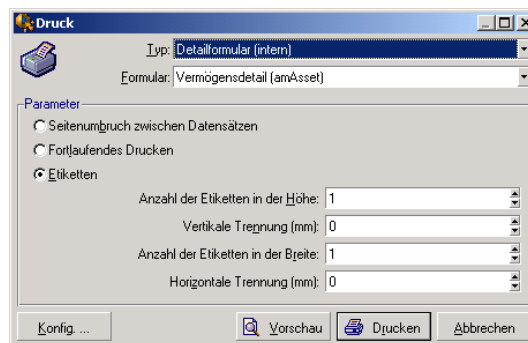 Druck
Typ: Detailformular (intern)
Formular: Vermögensdetail (amAsset)
Parameter
Seitenumbruch zwischen Datensätzen
Fortlaufendes Drucken
Etiketten
Anzahl der Etiketten in der Höhe: 1
Vertikale Trennung (mm): 0
Anzahl der Etiketten in der Breite: 1
Horizontale Trennung (mm): 0
Konfig. ... Vorschau Drucken Abbrechen